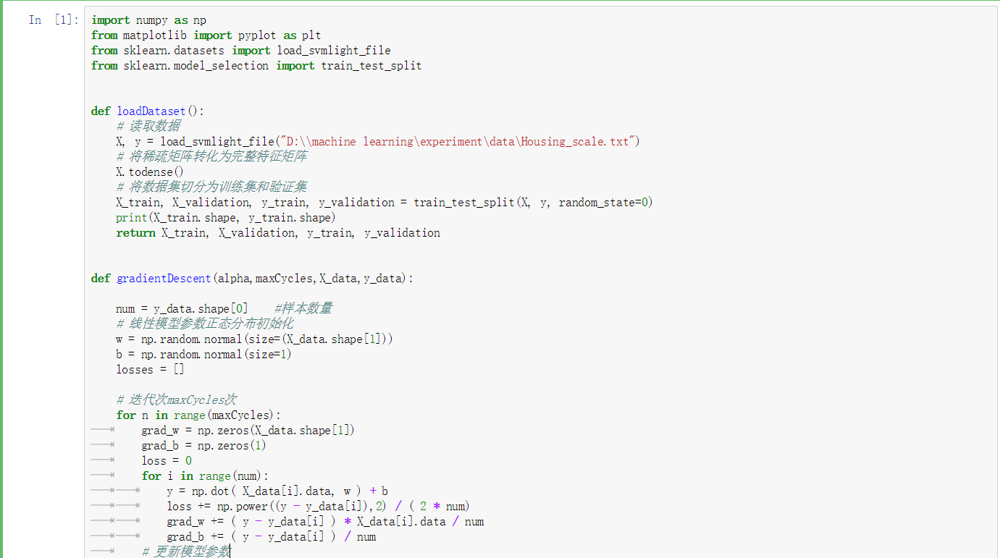 In [1]:
import numpy as np
from matplotlib import pyplot as plt
from sklearn.datasets import load_svmlight_file
from sklearn.model_selection import train_test_split
def loadDataset():
# 读取数据
X, y = load_svmlight_file("D:\\machine learning\experiment\data\Housing_scale.txt")
# 将稀疏矩阵转化为完整特征矩阵
X.todense()
# 将数据集切分为训练集和验证集
X_train, X_validation, y_train, y_validation = train_test_split(X, y, random_state=0)
print(X_train.shape, y_train.shape)
return X_train, X_validation, y_train, y_validation
def gradientDescent(alpha,maxCycles,X_data,y_data):
num = y_data.shape[0] #样本数量
# 线性模型参数正态分布初始化
w = np.random.normal(size=(X_data.shape[1]))
b = np.random.normal(size=1)
losses = []
# 迭代次maxCycles次
for n in range(maxCycles):
grad_w = np.zeros(X_data.shape[1])
grad_b = np.zeros(1)
loss = 0
for i in range(num):
y = np.dot( X_data[i].data, w ) + b
loss += np.power((y - y_data[i]),2) / ( 2 * num)
grad_w += ( y - y_data[i] ) * X_data[i].data / num
grad_b += ( y - y_data[i] ) / num
# 更新模型参数